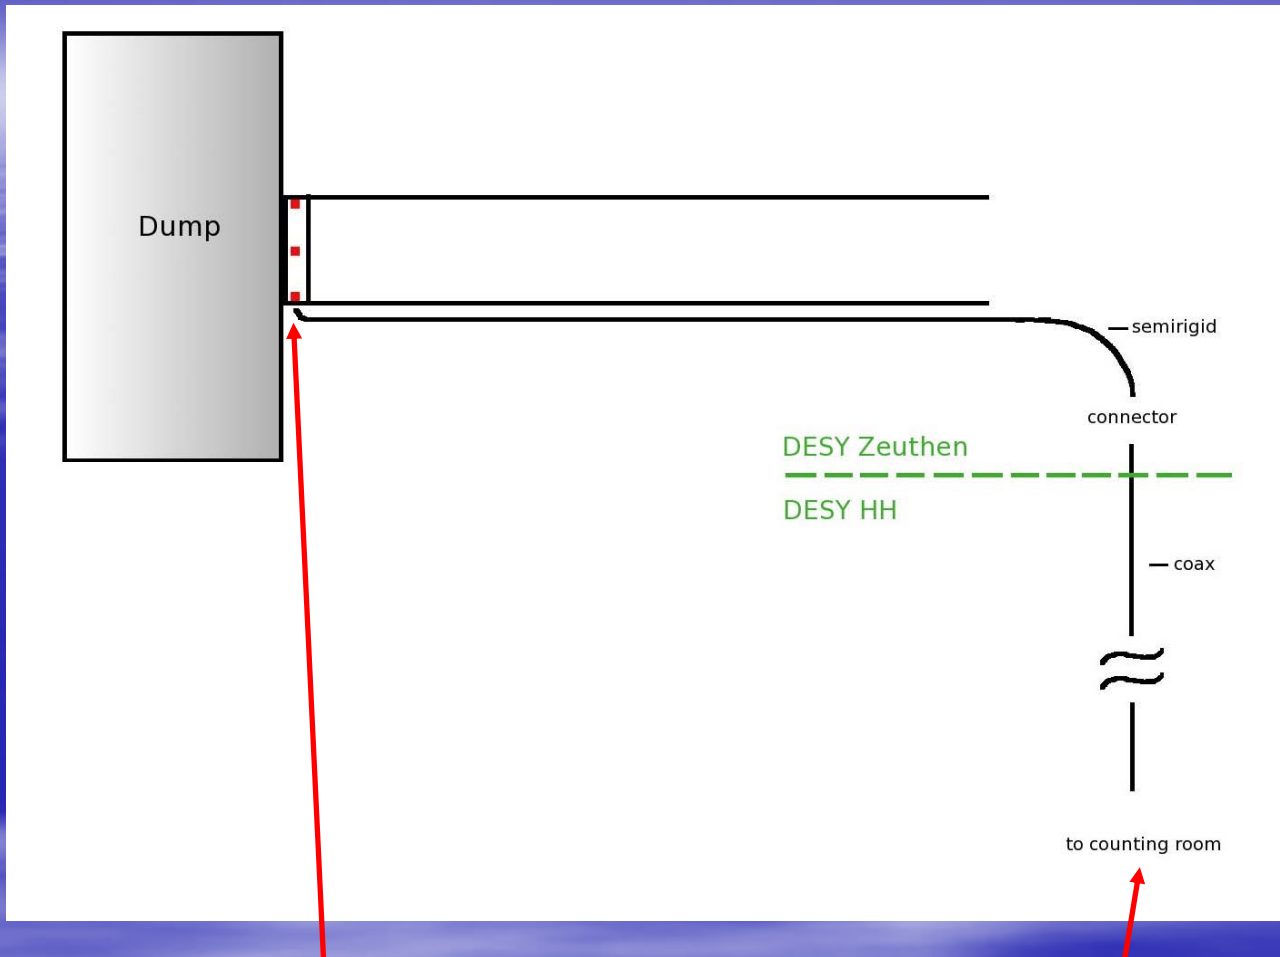 Dump
semirigid
connector
DESY Zeuthen
DESY HH
coax
to counting room